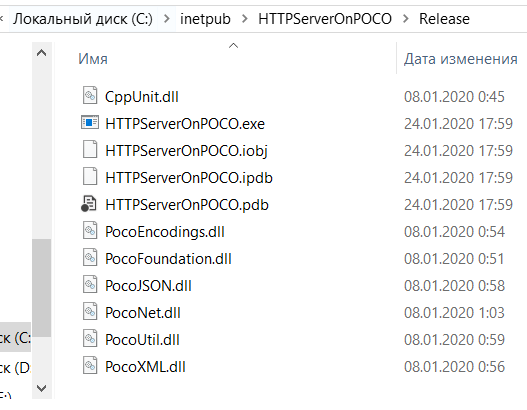 Локальный диск (C:) > inetpub > HTTPServerOnPOCO > Release
Имя Дата изменения
CppUnit.dll 08.01.2020 0:45
HTTPServerOnPOCO.exe 24.01.2020 17:59
HTTPServerOnPOCO.iobj 24.01.2020 17:59
HTTPServerOnPOCO.ipdb 24.01.2020 17:59
HTTPServerOnPOCO.pdb 24.01.2020 17:59
PocoEncodings.dll 08.01.2020 0:54
PocoFoundation.dll 08.01.2020 0:51
PocoJSON.dll 08.01.2020 0:58
PocoNet.dll 08.01.2020 1:03
ск (C: PocoUtil.dll 08.01.2020 0:59
ск (D: PocoXML.dll 08.01.2020 0:56